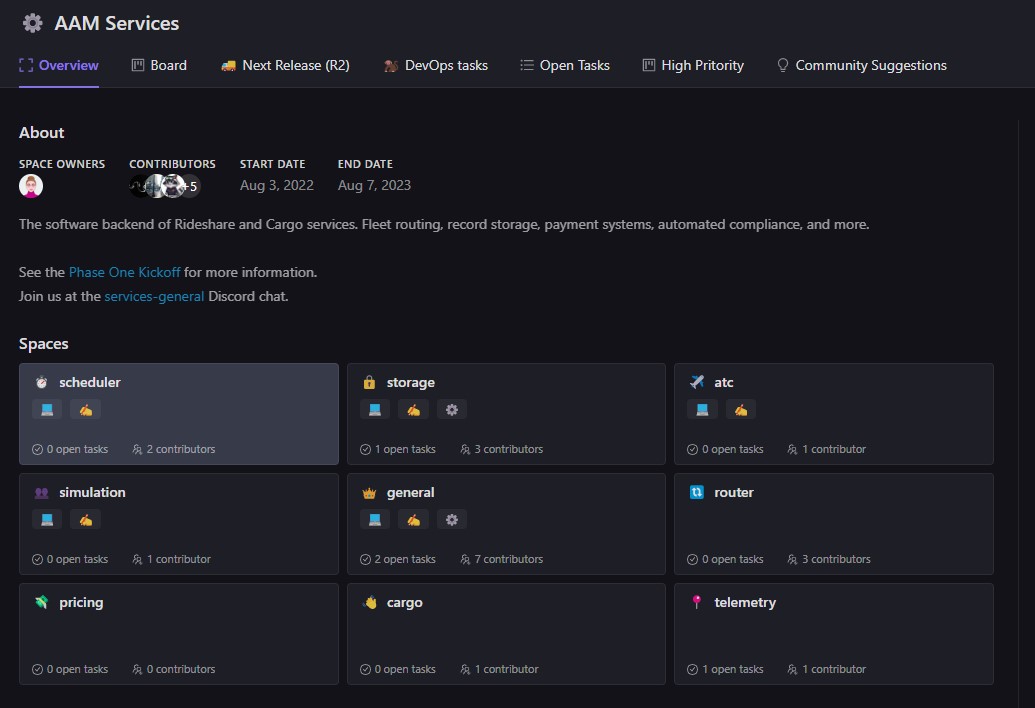 AAM Services
Overview Board Next Release (R2) DevOps tasks Open Tasks High Pritority Community Suggestions
About
SPACE OWNERS CONTRIBUTORS START DATE END DATE
+5 Aug 3, 2022 Aug 7, 2023
The software backend of Rideshare and Cargo services. Fleet routing, record storage, payment systems, automated compliance, and more.
See the Phase One Kickoff for more information.
Join us at the services-general Discord chat.
Spaces
scheduler storage atc
0 open tasks 2 contributors 1 open tasks 3 contributors 0 open tasks 1 contributor
simulation general router
0 open tasks 1 contributor 2 open tasks 7 contributors 0 open tasks 3 contributors
pricing cargo telemetry
0 open tasks 0 contributors 0 open tasks 1 contributor 1 open tasks 1 contributor